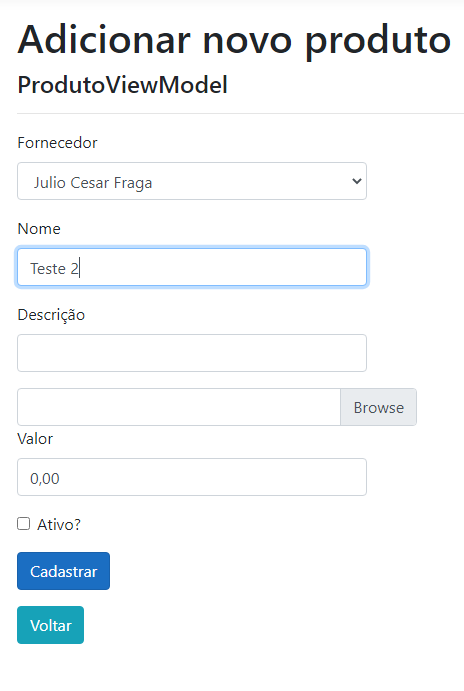 Adicionar novo produto
ProdutoViewModel
Fornecedor
Julio Cesar Fraga
Nome
Teste 2
Descrição
Browse
Valor
0,00
Ativo?
Cadastrar
Voltar